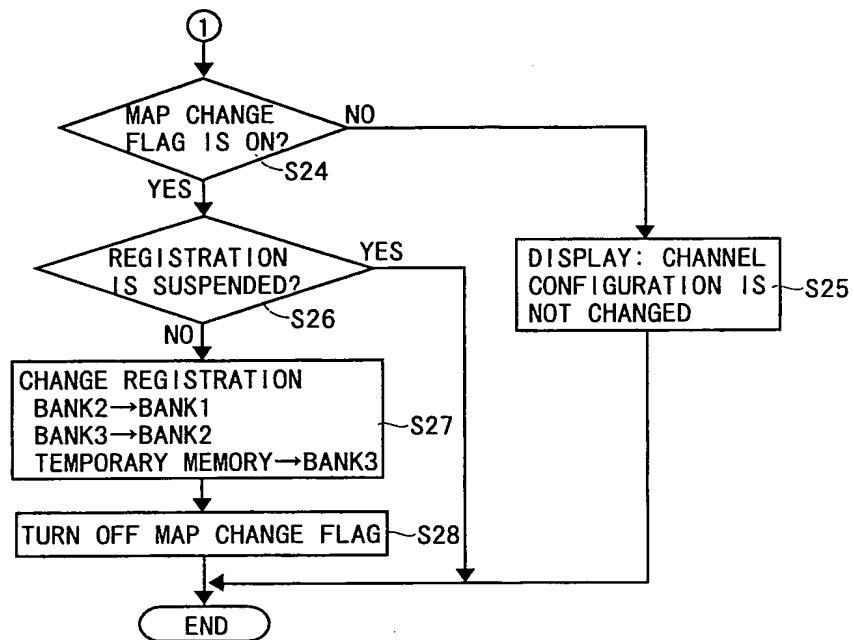 1
MAP CHANGE
FLAG IS ON?
NO
S24
YES
REGISTRATION
IS SUSPENDED?
YES
S26
NO
DISPLAY: CHANNEL
CONFIGURATION IS
NOT CHANGED
S25
CHANGE REGISTRATION
BANK2→BANK1
BANK3→BANK2
TEMPORARY MEMORY→BANK3
S27
TURN OFF MAP CHANGE FLAG
S28
END